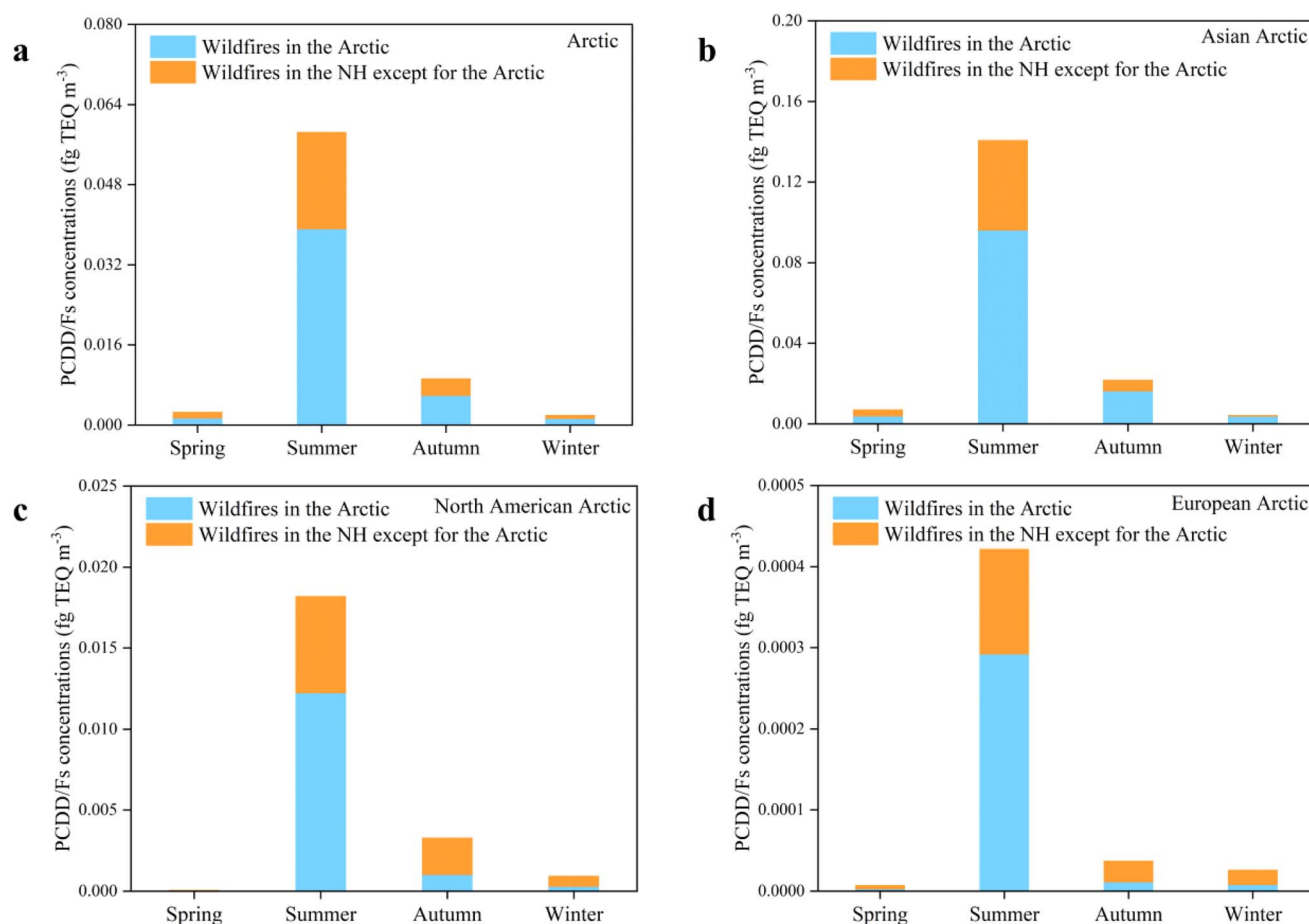 a
Arctic
Wildfires in the Arctic
Wildfires in the NH except for the Arctic
PCDD/Fs concentrations (fg TEQ m⁻³)
0.080
0.064
0.048
0.032
0.016
0.000
Spring Summer Autumn Winter
b
Asian Arctic
Wildfires in the Arctic
Wildfires in the NH except for the Arctic
PCDD/Fs concentrations (fg TEQ m⁻³)
0.20
0.16
0.12
0.08
0.04
0.00
Spring Summer Autumn Winter
c
North American Arctic
Wildfires in the Arctic
Wildfires in the NH except for the Arctic
PCDD/Fs concentrations (fg TEQ m⁻³)
0.025
0.020
0.015
0.010
0.005
0.000
Spring Summer Autumn Winter
d
European Arctic
Wildfires in the Arctic
Wildfires in the NH except for the Arctic
PCDD/Fs concentrations (fg TEQ m⁻³)
0.0005
0.0004
0.0003
0.0002
0.0001
0.0000
Spring Summer Autumn Winter